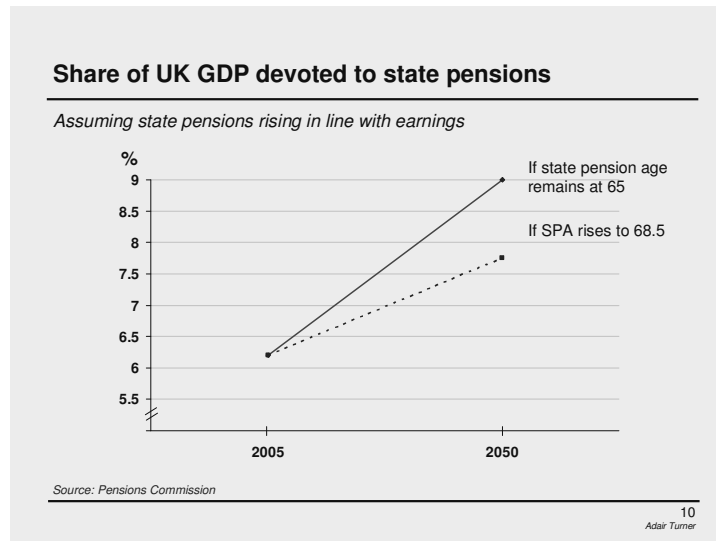 Share of UK GDP devoted to state pensions
Assuming state pensions rising in line with earnings
%
9
8.5
8
7.5
7
6.5
6
5.5
If state pension age
remains at 65
If SPA rises to 68.5
2005
2050
Source: Pensions Commission
10
Adair Turner